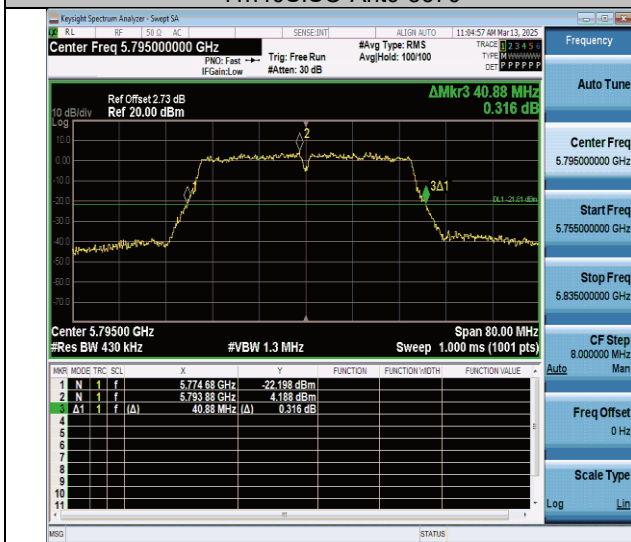 Keysight Spectrum Analyzer - Swept SA
RL RF 50 Ω AC SENSE:INT ALIGN AUTO 11:04:57 AM Mar 13, 2025
Center Freq 5.795000000 GHz
PNO: Fast
IFGain:Low
Trig: Free Run
#Atten: 30 dB
#Avg Type: RMS
Avg|Hold: 100/100
TRACE 1 2 3 4 5 6
TYPE M WWWWW
DET P P P P P P
ΔMkr3 40.88 MHz
0.316 dB
Ref Offset 2.73 dB
10 dB/div Ref 20.00 dBm
Log
10.0
0.00
-10.0
-20.0
-30.0
-40.0
-50.0
-60.0
-70.0
2
3Δ1
DL1 -21.81 dBm
Center 5.79500 GHz Span 80.00 MHz
#Res BW 430 kHz #VBW 1.3 MHz Sweep 1.000 ms (1001 pts)
MKR MODE TRC SCL X Y FUNCTION FUNCTION WIDTH FUNCTION VALUE
1 N 1 f 5.774 68 GHz -22.198 dBm
2 N 1 f 5.793 88 GHz 4.188 dBm
3 Δ1 1 f (Δ) 40.88 MHz (Δ) 0.316 dB
4
5
6
7
8
9
10
11
MSG STATUS
Frequency
Auto Tune
Center Freq
5.795000000 GHz
Start Freq
5.755000000 GHz
Stop Freq
5.835000000 GHz
CF Step
8.000000 MHz
Auto Man
Freq Offset
0 Hz
Scale Type
Log Lin